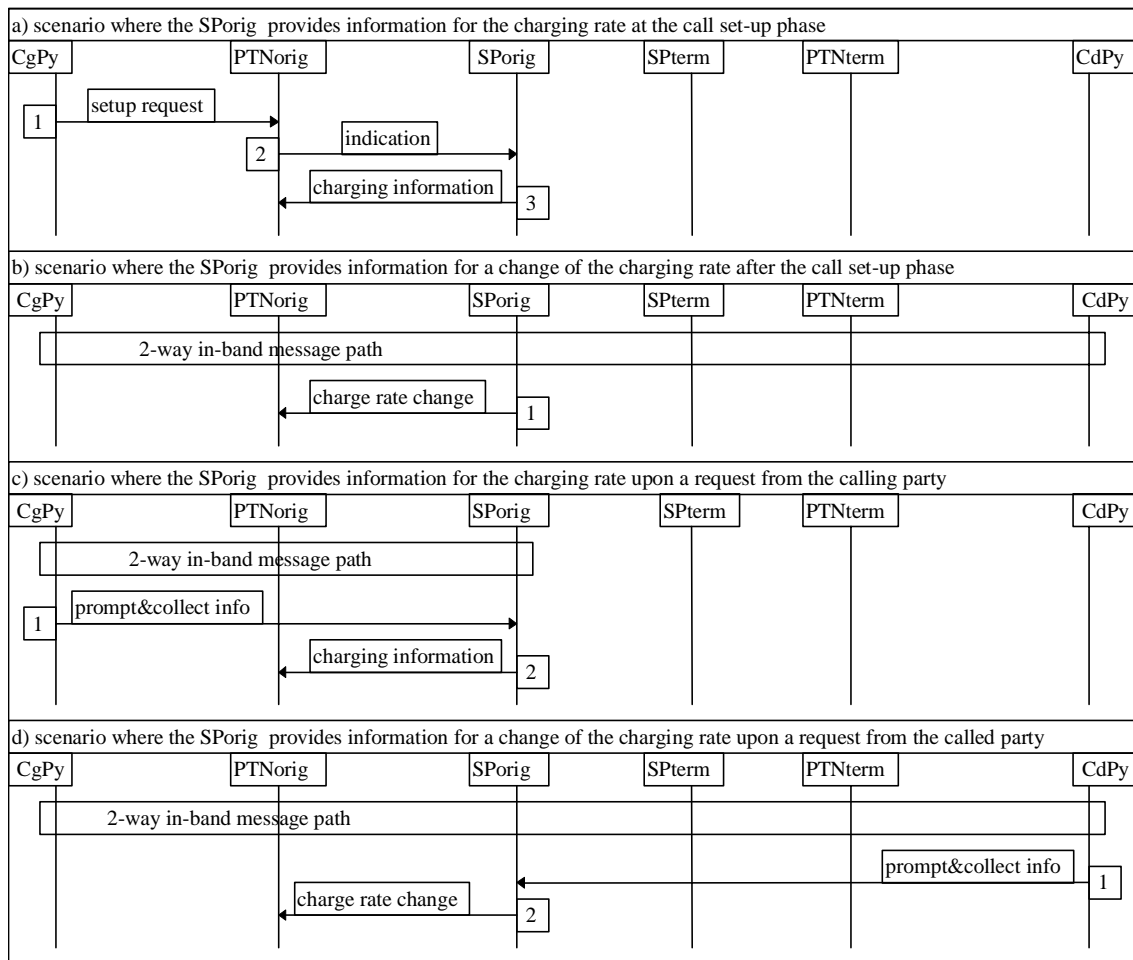 a) scenario where the SPorig provides information for the charging rate at the call set-up phase
CgPy PTNorig SPorig SPterm PTNterm CdPy
setup request
1
indication
2
charging information
3
b) scenario where the SPorig provides information for a change of the charging rate after the call set-up phase
CgPy PTNorig SPorig SPterm PTNterm CdPy
2-way in-band message path
charge rate change
1
c) scenario where the SPorig provides information for the charging rate upon a request from the calling party
CgPy PTNorig SPorig SPterm PTNterm CdPy
2-way in-band message path
prompt&collect info
1
charging information
2
d) scenario where the SPorig provides information for a change of the charging rate upon a request from the called party
CgPy PTNorig SPorig SPterm PTNterm CdPy
2-way in-band message path
prompt&collect info
1
charge rate change
2